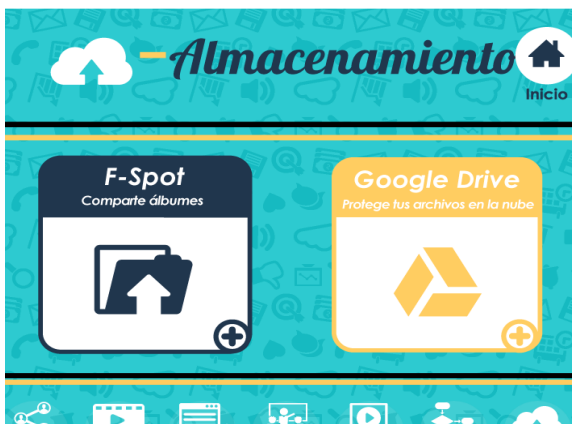 Almacenamiento
Inicio
F-Spot
Comparte álbumes
Google Drive
Protege tus archivos en la nube